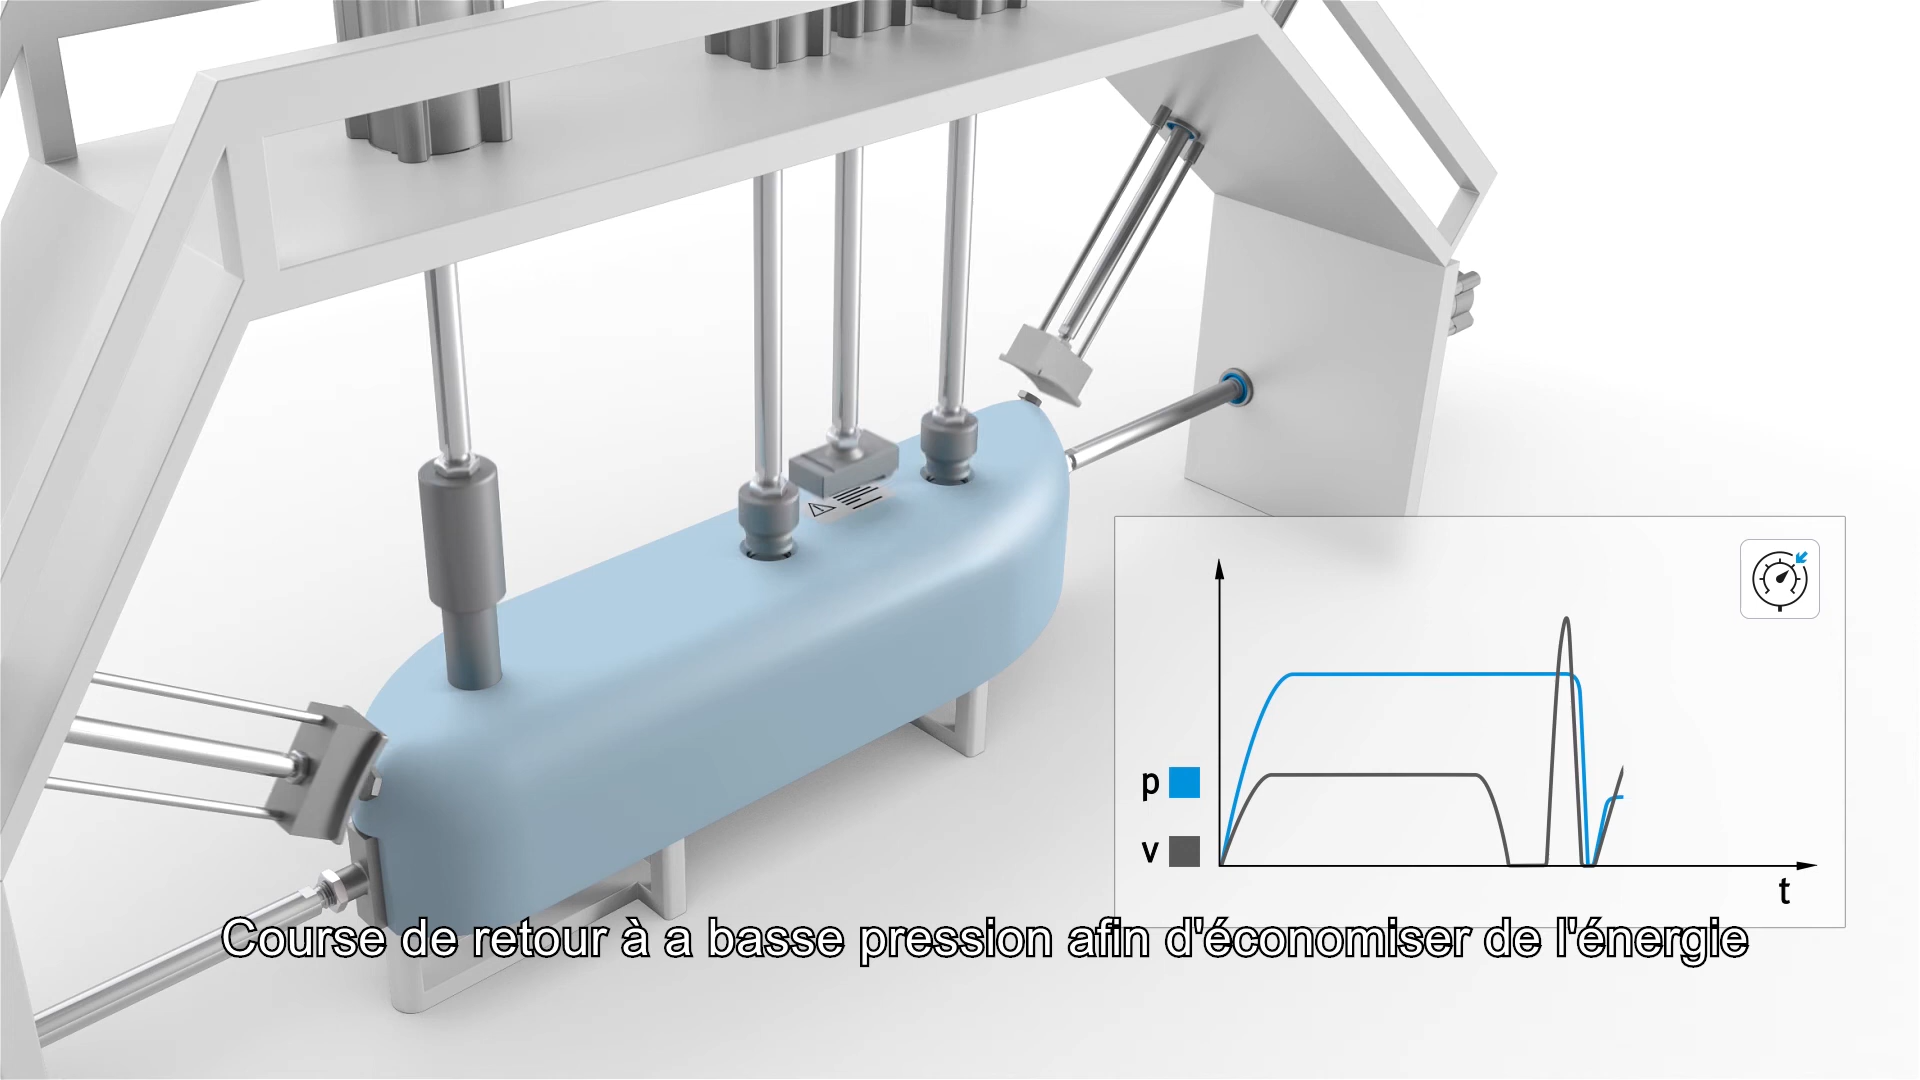 p
v
t
Course de retour à a basse pression afin d'économiser de l'énergie